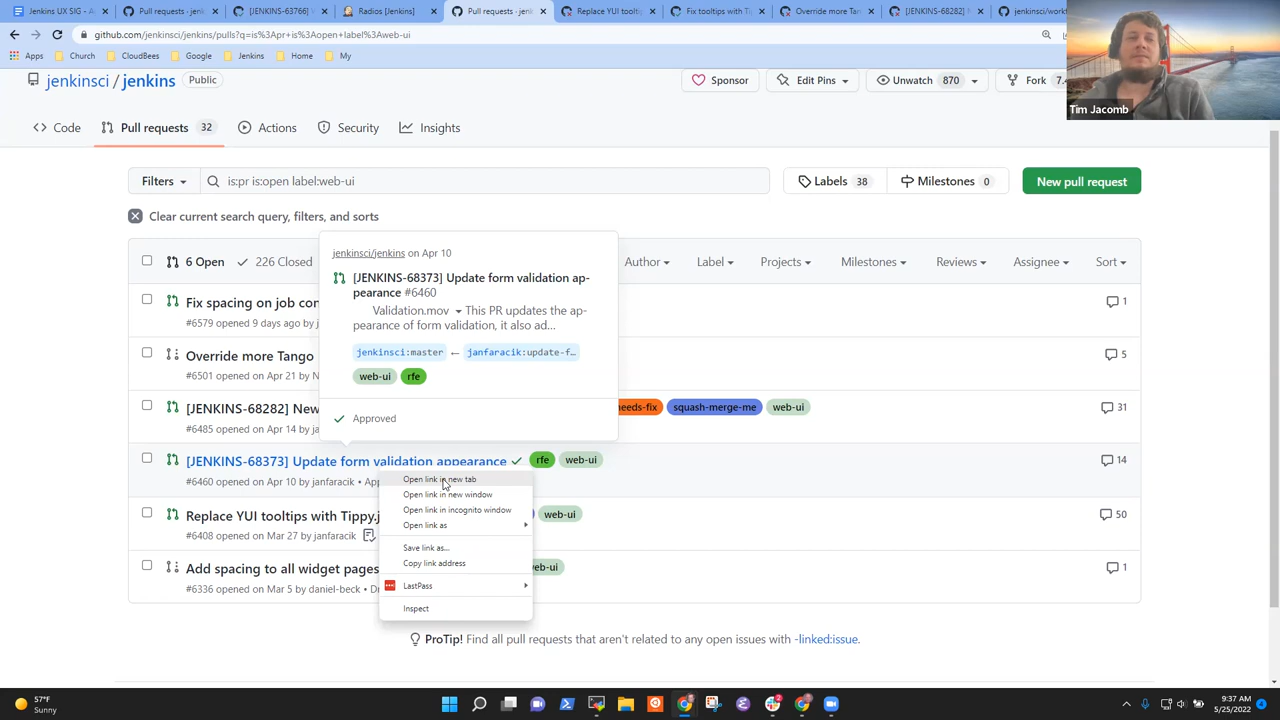 Jenkins UX SIG - A
Pull requests · jenk
[JENKINS-63766] Y
Radios [Jenkins]
Pull requests · jenk
Replace YUI tooltips
Fix tooltips with Ti
Override more Tan
[JENKINS-68282] N
jenkinsci/work
github.com/jenkinsci/jenkins/pulls?q=is%3Apr+is%3Aopen+label%3Aweb-ui
Apps
Church
CloudBees
Google
Jenkins
Home
My
jenkinsci / jenkins
Public
Sponsor
Edit Pins
Unwatch
870
Fork
7.4
Tim Jacomb
Code
Pull requests
32
Actions
Security
Insights
Filters
is:pr is:open label:web-ui
Labels
38
Milestones
0
New pull request
Clear current search query, filters, and sorts
6 Open
226 Closed
Author
Label
Projects
Milestones
Reviews
Assignee
Sort
jenkinsci/jenkins on Apr 10
[JENKINS-68373] Update form validation ap-
pearance #6460
Validation.mov
This PR updates the ap-
pearance of form validation, it also ad...
jenkinsci:master ← janfaracik:update-f…
web-ui
rfe
Approved
Fix spacing on job con
1
#6579 opened 9 days ago by j
Override more Tango
5
#6501 opened on Apr 21 by N
[JENKINS-68282] New
needs-fix
squash-merge-me
web-ui
31
#6485 opened on Apr 14 by j
[JENKINS-68373] Update form validation appearance
rfe
web-ui
14
#6460 opened on Apr 10 by janfaracik • Ap
Replace YUI tooltips with Tippy.j
web-ui
50
#6408 opened on Mar 27 by janfaracik
Add spacing to all widget pages
web-ui
1
#6336 opened on Mar 5 by daniel-beck • D
Open link in new tab
Open link in new window
Open link in incognito window
Open link as
Save link as...
Copy link address
LastPass
Inspect
ProTip! Find all pull requests that aren't related to any open issues with -linked:issue.
57°F
Sunny
9:37 AM
5/25/2022
4